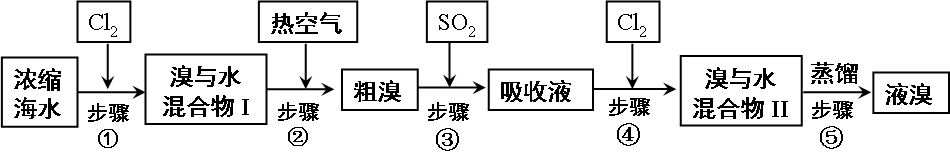 Cl₂
热空气
SO₂
Cl₂
浓缩
海水
步骤
①
溴与水
混合物 I
步骤
②
粗溴
步骤
③
吸收液
步骤
④
溴与水
混合物 II
蒸馏
步骤
⑤
液溴